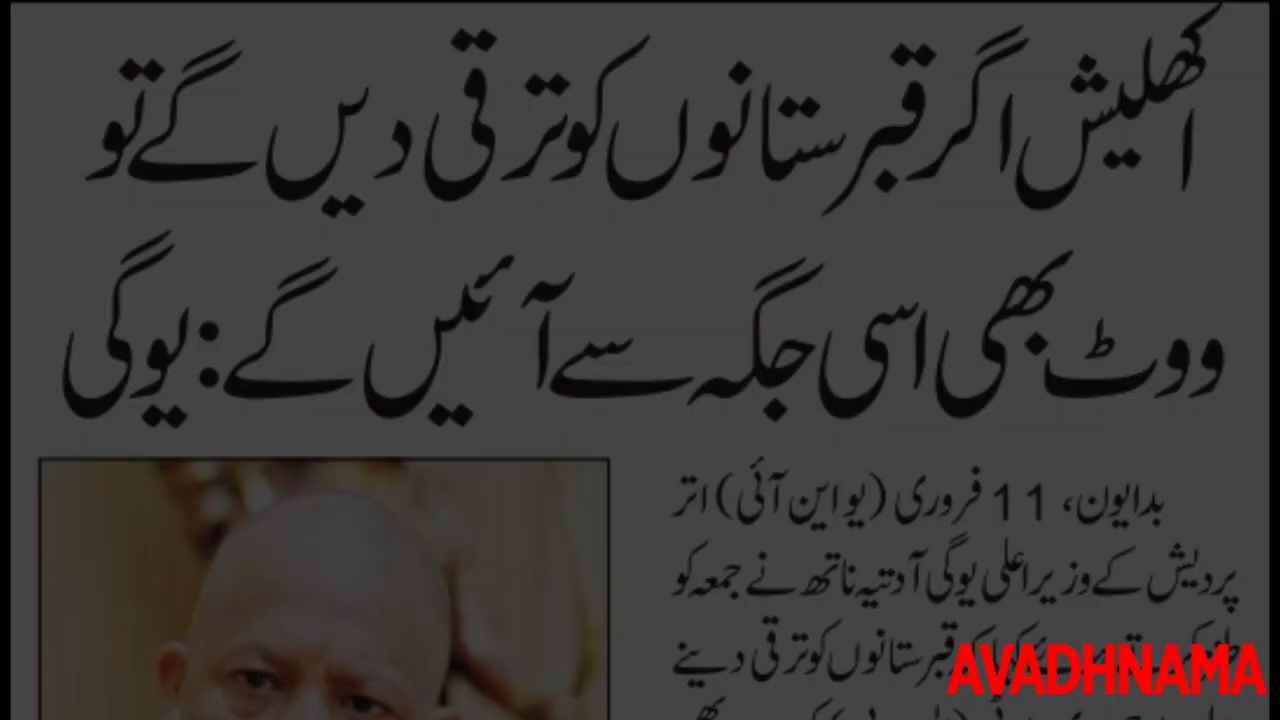 اکھلیش اگر قبرستانوں کو ترقی دیں گے تو
ووٹ بھی اسی جگہ سے آئیں گے: یوگی
بدایون، 11 فروری (یو این آئی) اتر
پردیش کے وزیر اعلی یوگی آدتیہ ناتھ نے جمعہ کو
قبرستانوں کو ترقی دینے
AVADHNAMA